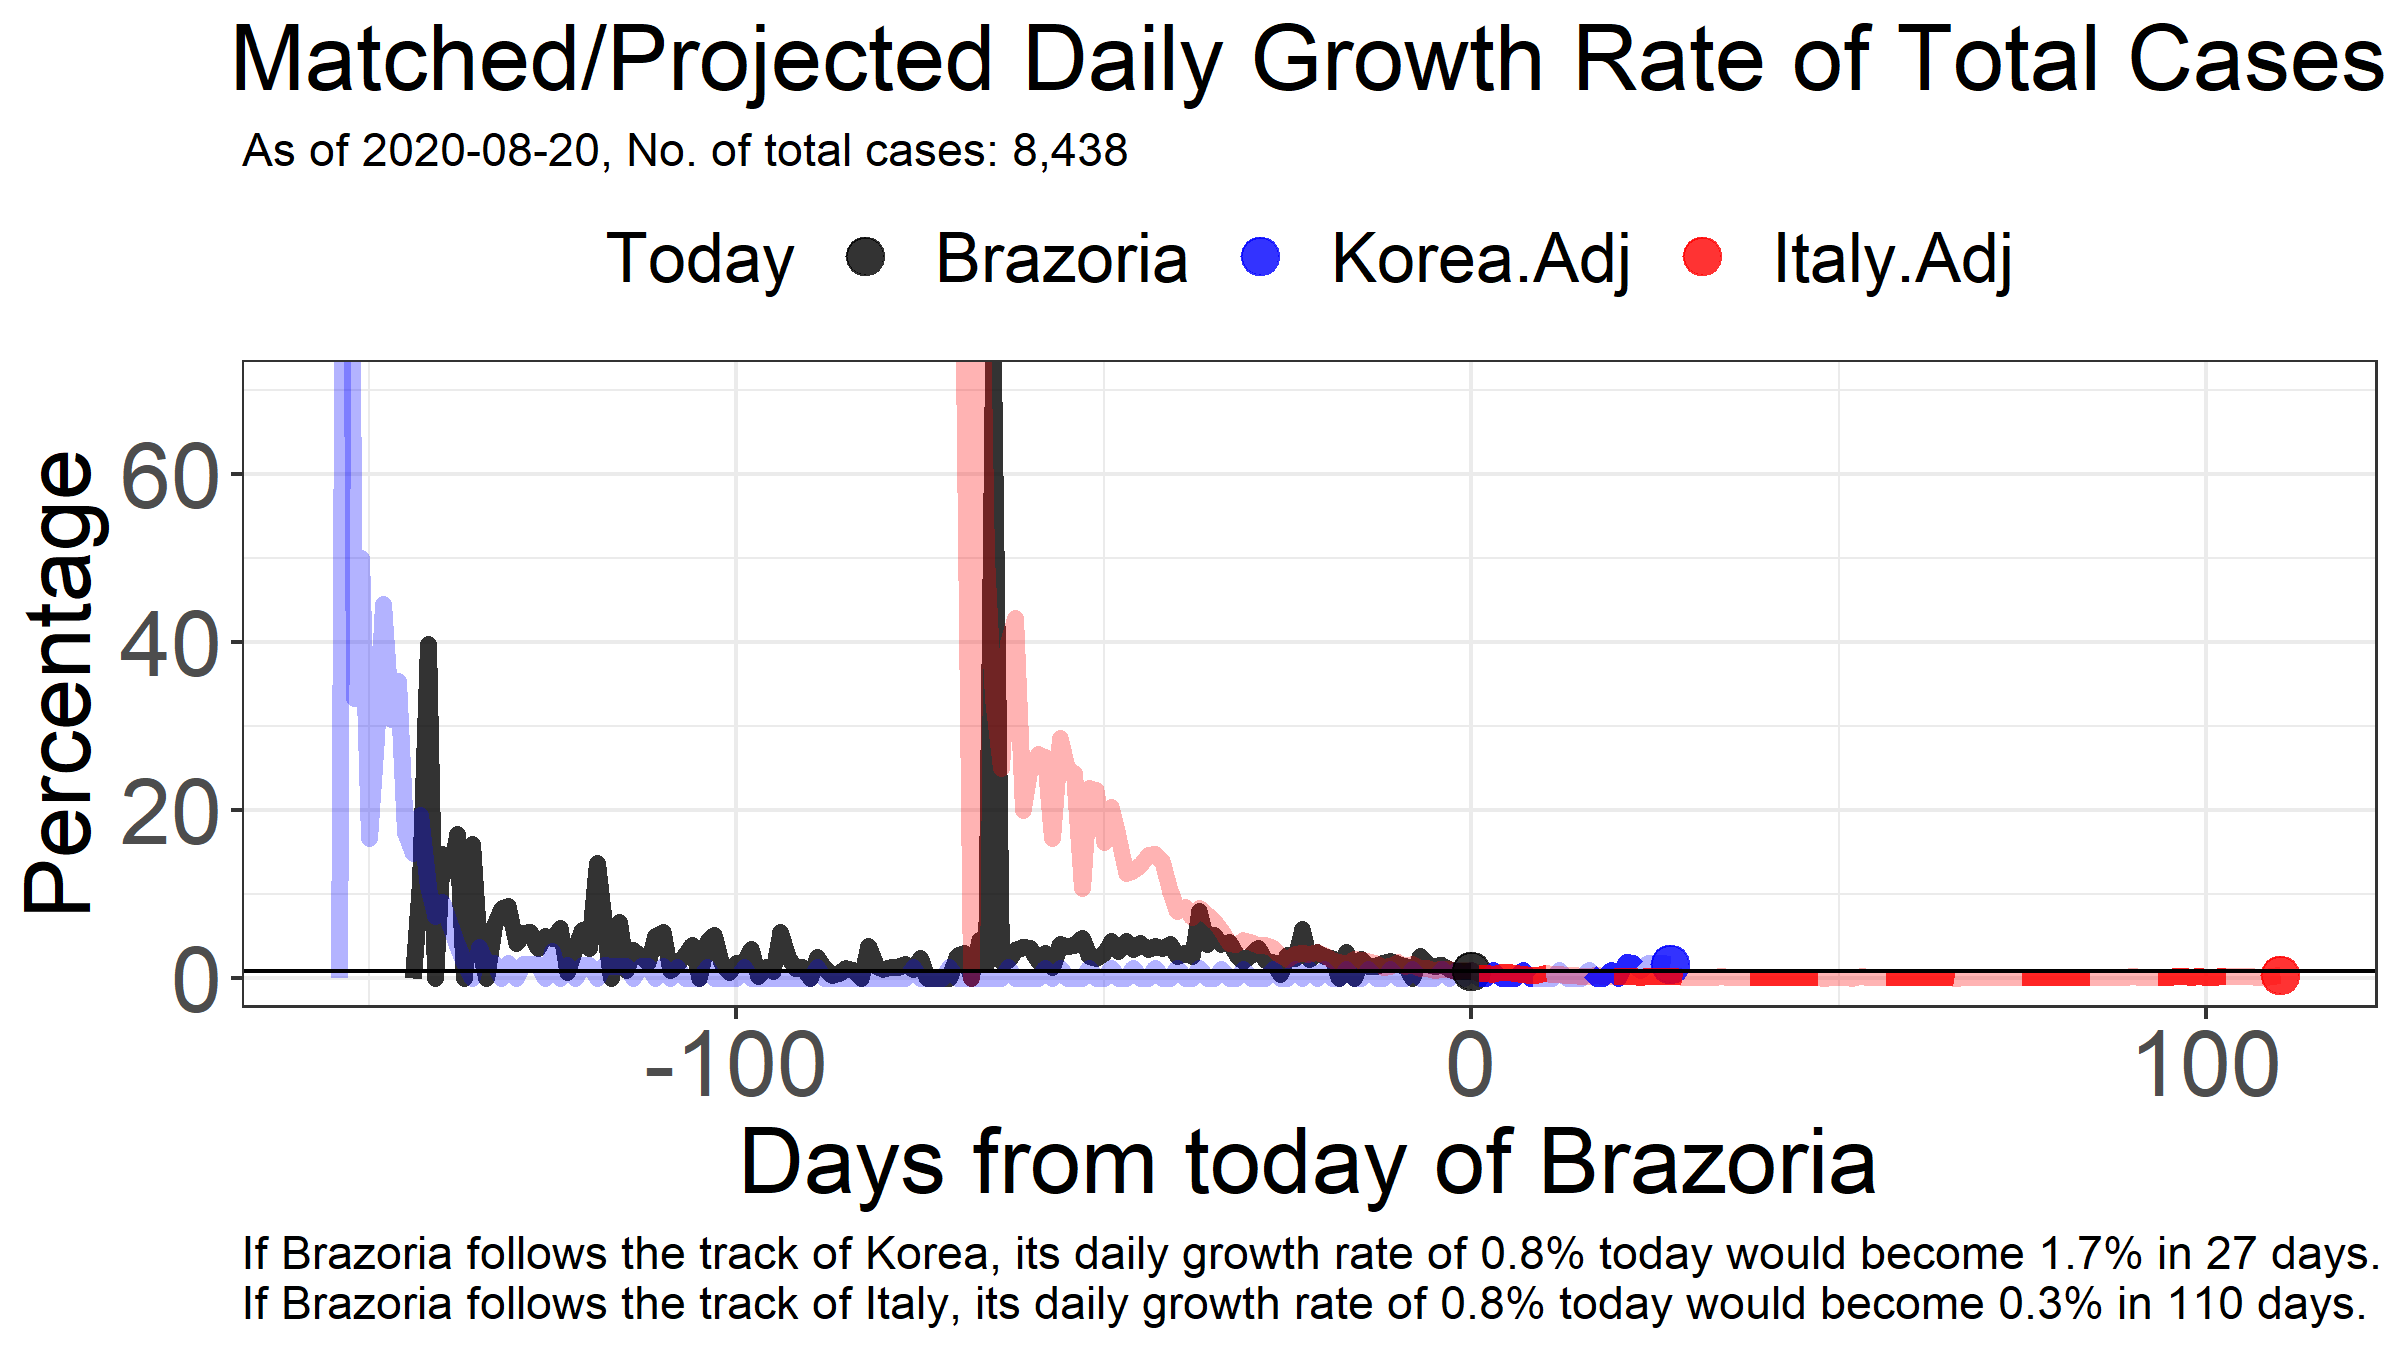 Matched/Projected Daily Growth Rate of Total Cases
As of 2020-08-20, No. of total cases: 8,438
Today Brazoria Korea.Adj Italy.Adj
Percentage
60
40
20
0
-100 0 100
Days from today of Brazoria
If Brazoria follows the track of Korea, its daily growth rate of 0.8% today would become 1.7% in 27 days.
If Brazoria follows the track of Italy, its daily growth rate of 0.8% today would become 0.3% in 110 days.